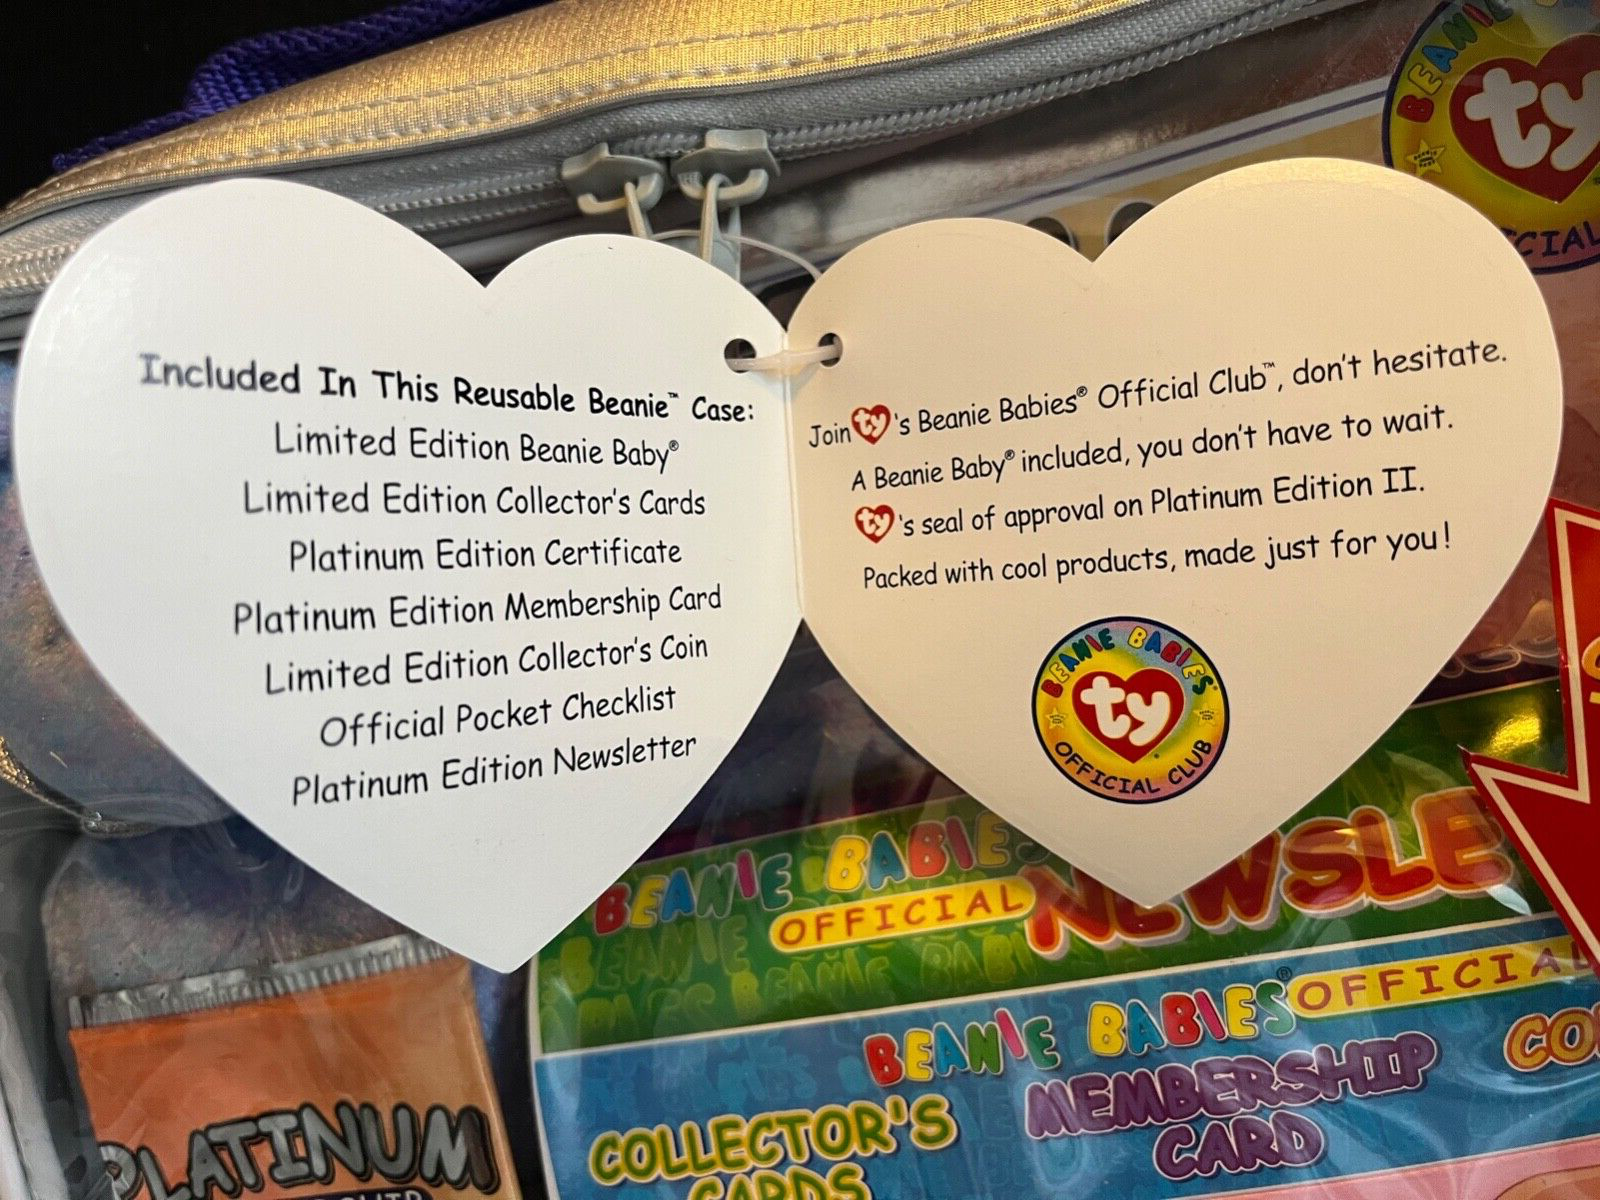 Included In This Reusable Beanie™ Case:
Limited Edition Beanie Baby®
Limited Edition Collector's Cards
Platinum Edition Certificate
Platinum Edition Membership Card
Limited Edition Collector's Coin
Official Pocket Checklist
Platinum Edition Newsletter
Join ty's Beanie Babies® Official Club™, don't hesitate.
A Beanie Baby® included, you don't have to wait.
ty's seal of approval on Platinum Edition II.
Packed with cool products, made just for you!
BEANIE BABIES®
ty
OFFICIAL CLUB
ty
BEANIE BABIES
OFFICIAL
BEANIE BABIES® OFFICIAL
MEMBERSHIP
CARD
COLLECTOR'S
CARDS
PLATINUM